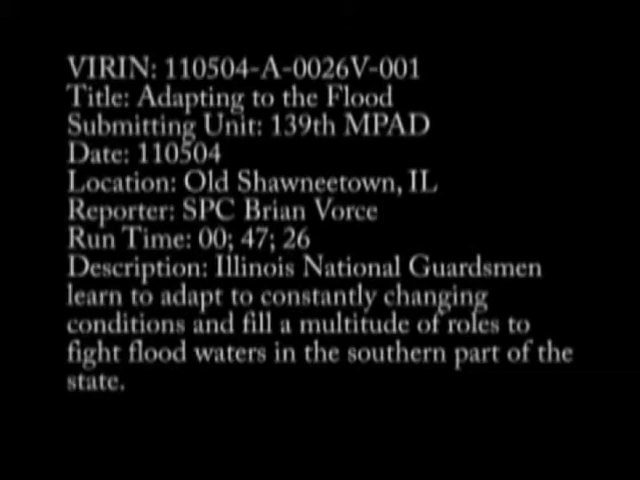 VIRIN: 110504-A-0026V-001
Title: Adapting to the Flood
Submitting Unit: 139th MPAD
Date: 110504
Location: Old Shawneetown, IL
Reporter: SPC Brian Vorce
Run Time: 00; 47; 26
Description: Illinois National Guardsmen
learn to adapt to constantly changing
conditions and fill a multitude of roles to
fight flood waters in the southern part of the
state.